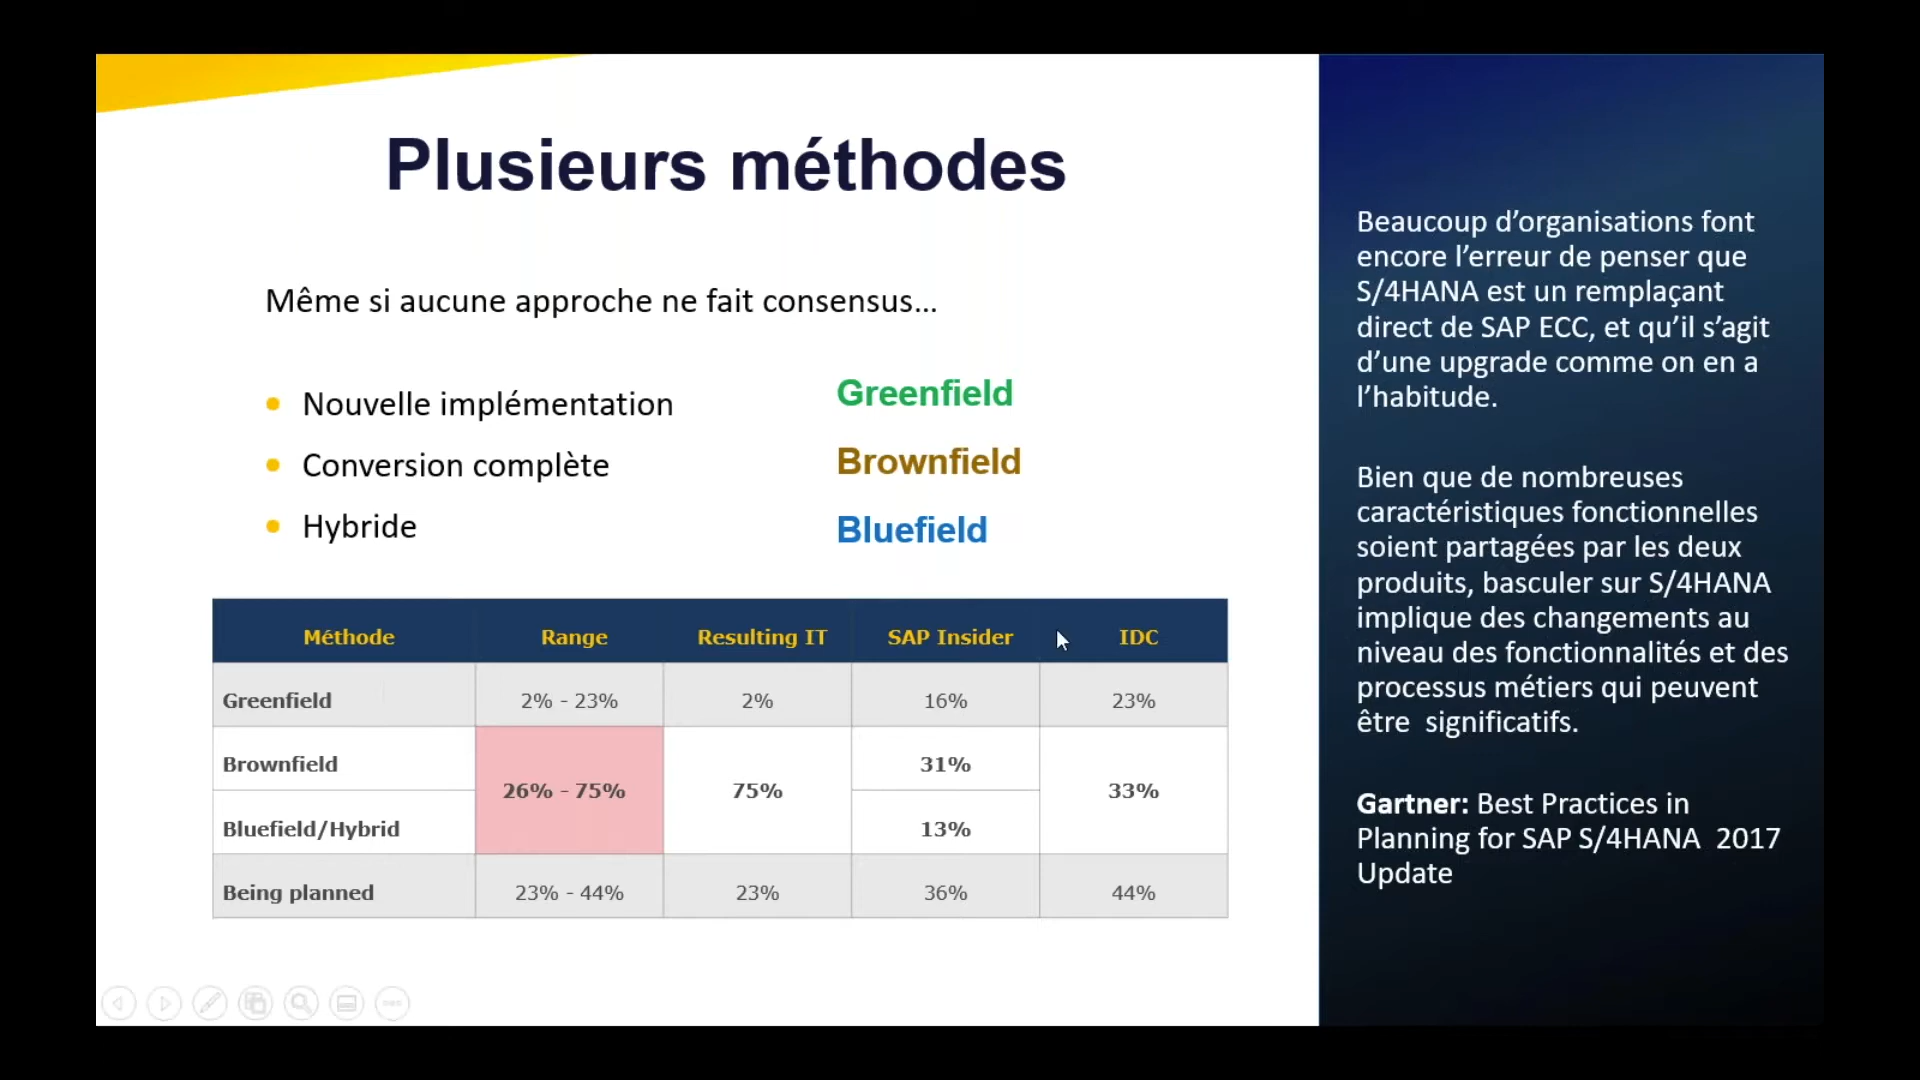 Plusieurs méthodes
Même si aucune approche ne fait consensus…
Nouvelle implémentation
Conversion complète
Hybride
Greenfield
Brownfield
Bluefield
Méthode Range Resulting IT SAP Insider IDC
Greenfield 2% - 23% 2% 16% 23%
Brownfield 31%
26% - 75% 75% 33%
Bluefield/Hybrid 13%
Being planned 23% - 44% 23% 36% 44%
Beaucoup d’organisations font
encore l’erreur de penser que
S/4HANA est un remplaçant
direct de SAP ECC, et qu’il s’agit
d’une upgrade comme on en a
l’habitude.
Bien que de nombreuses
caractéristiques fonctionnelles
soient partagées par les deux
produits, basculer sur S/4HANA
implique des changements au
niveau des fonctionnalités et des
processus métiers qui peuvent
être significatifs.
Gartner: Best Practices in
Planning for SAP S/4HANA 2017
Update